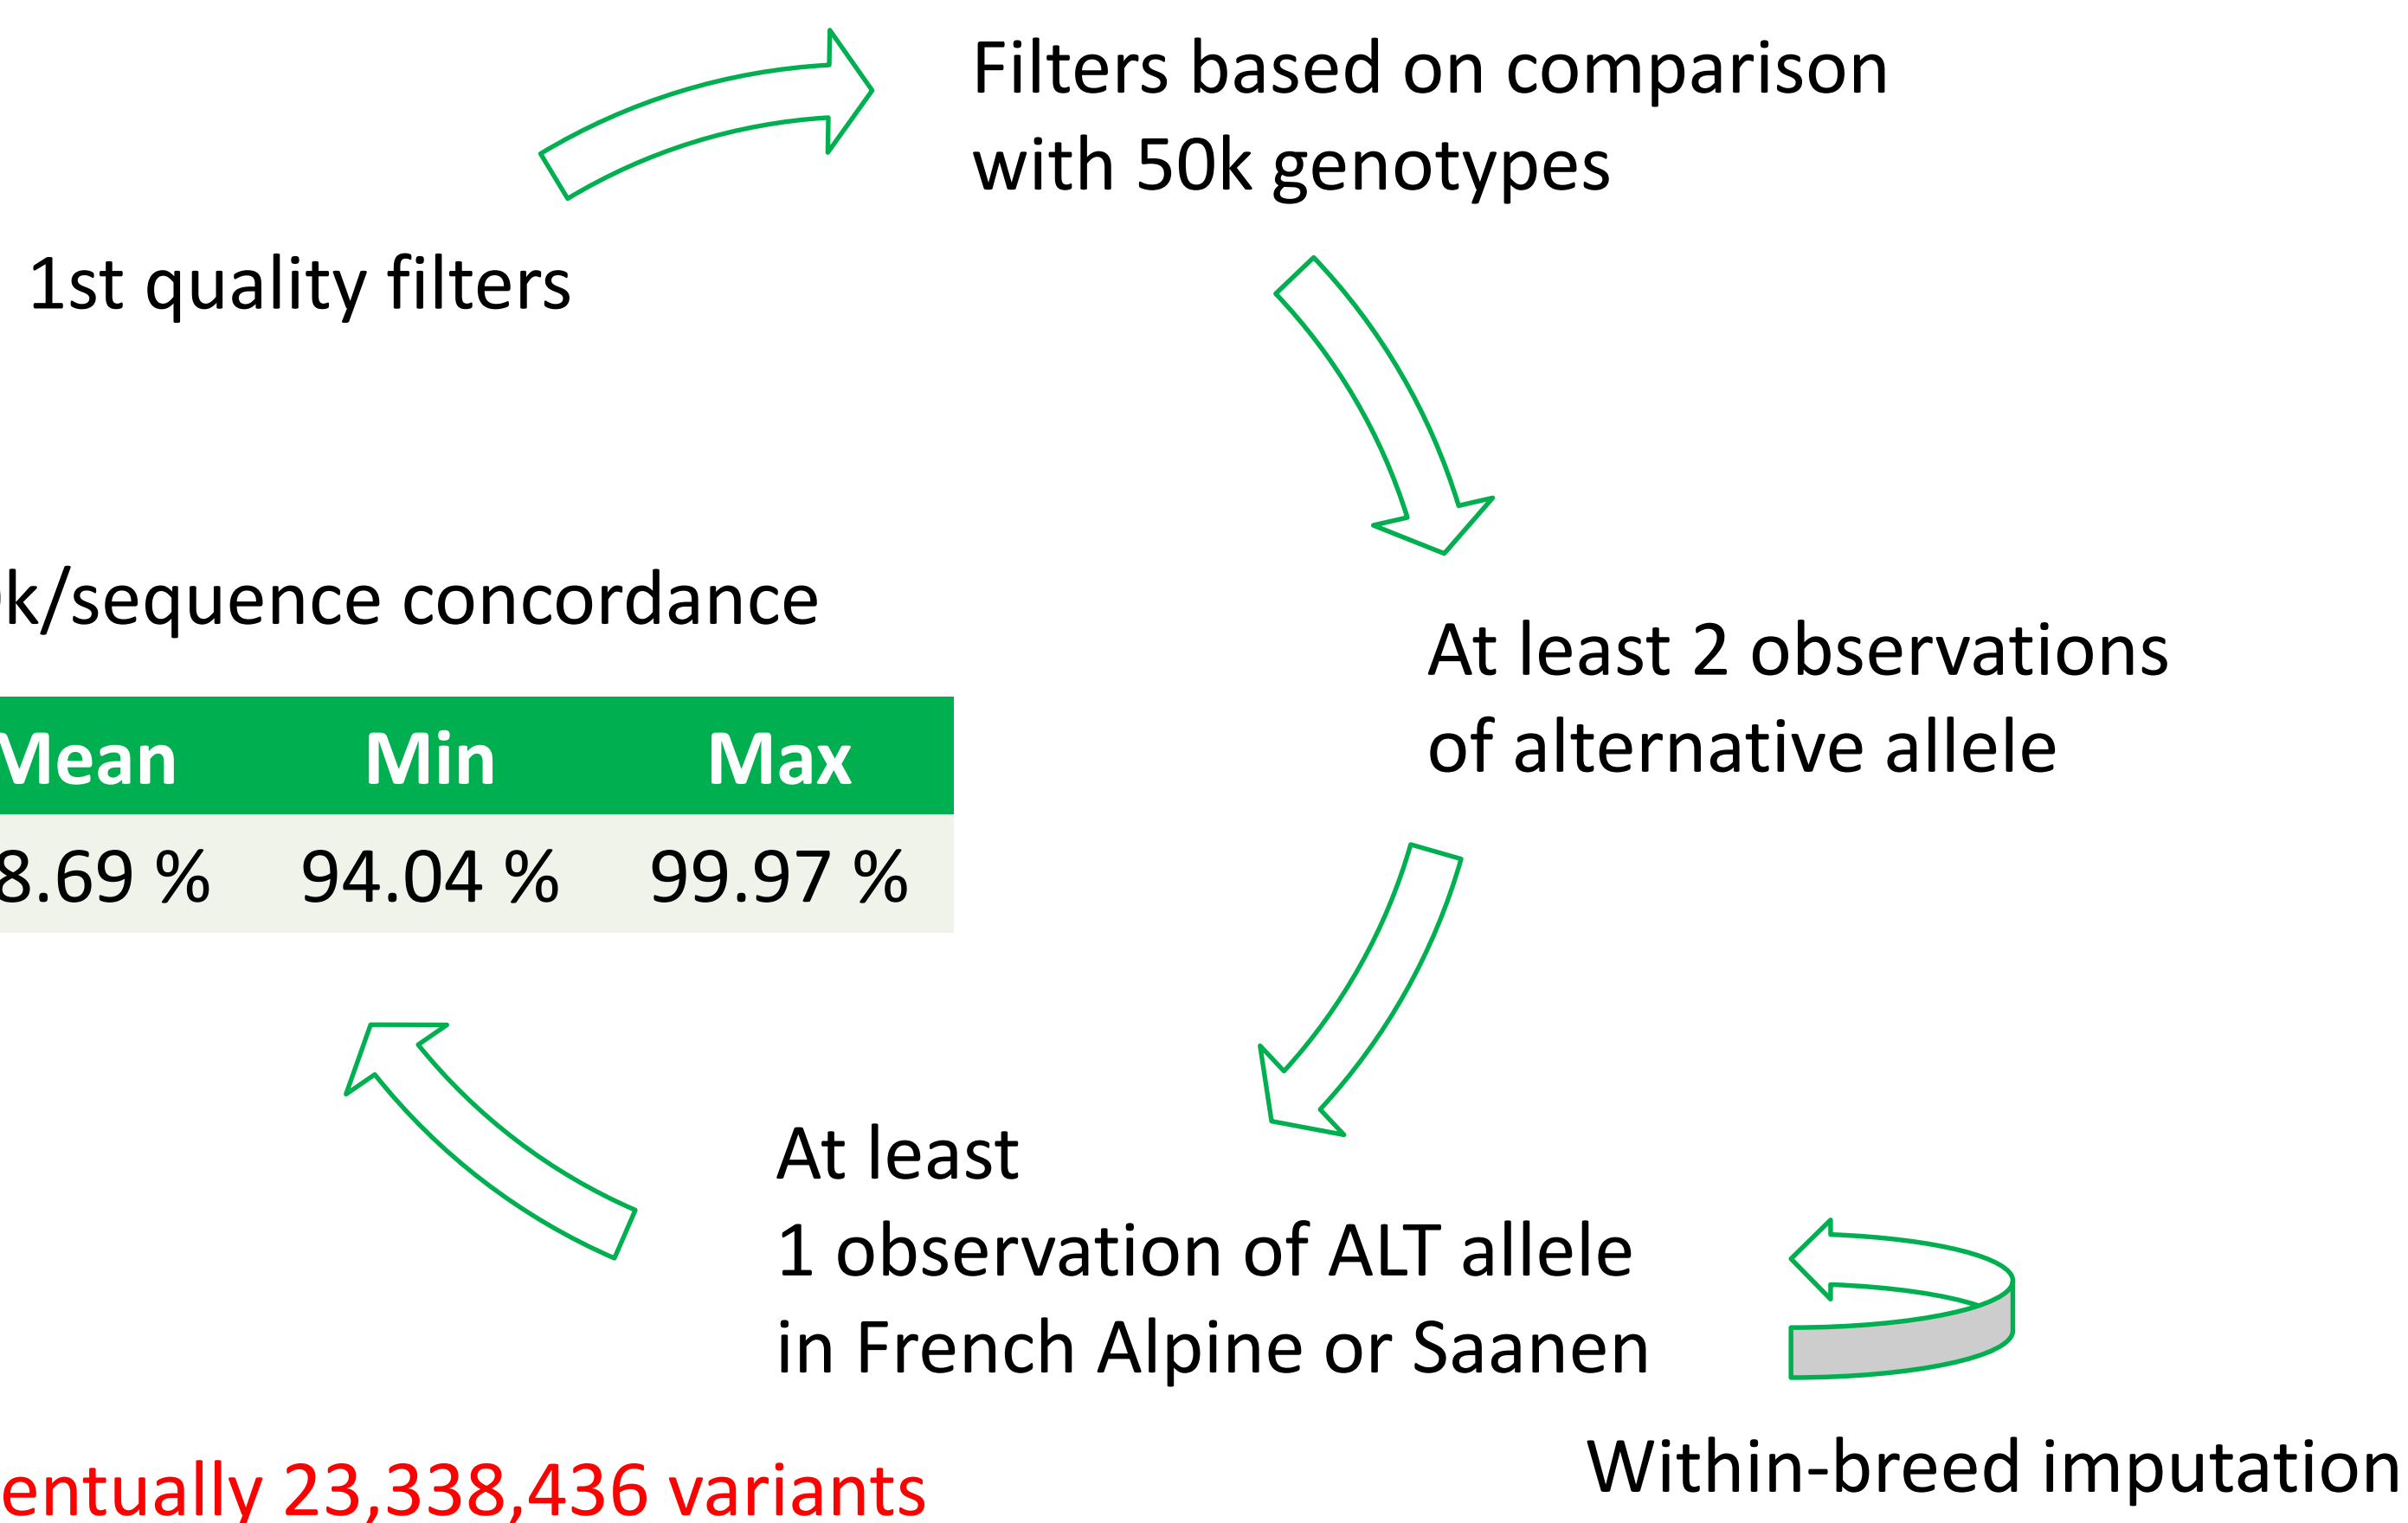 Filters based on comparison
with 50k genotypes
1st quality filters
k/sequence concordance
At least 2 observations
of alternative allele
Mean Min Max
8.69 % 94.04 % 99.97 %
At least
1 observation of ALT allele
in French Alpine or Saanen
Within-breed imputation
entually 23,338,436 variants